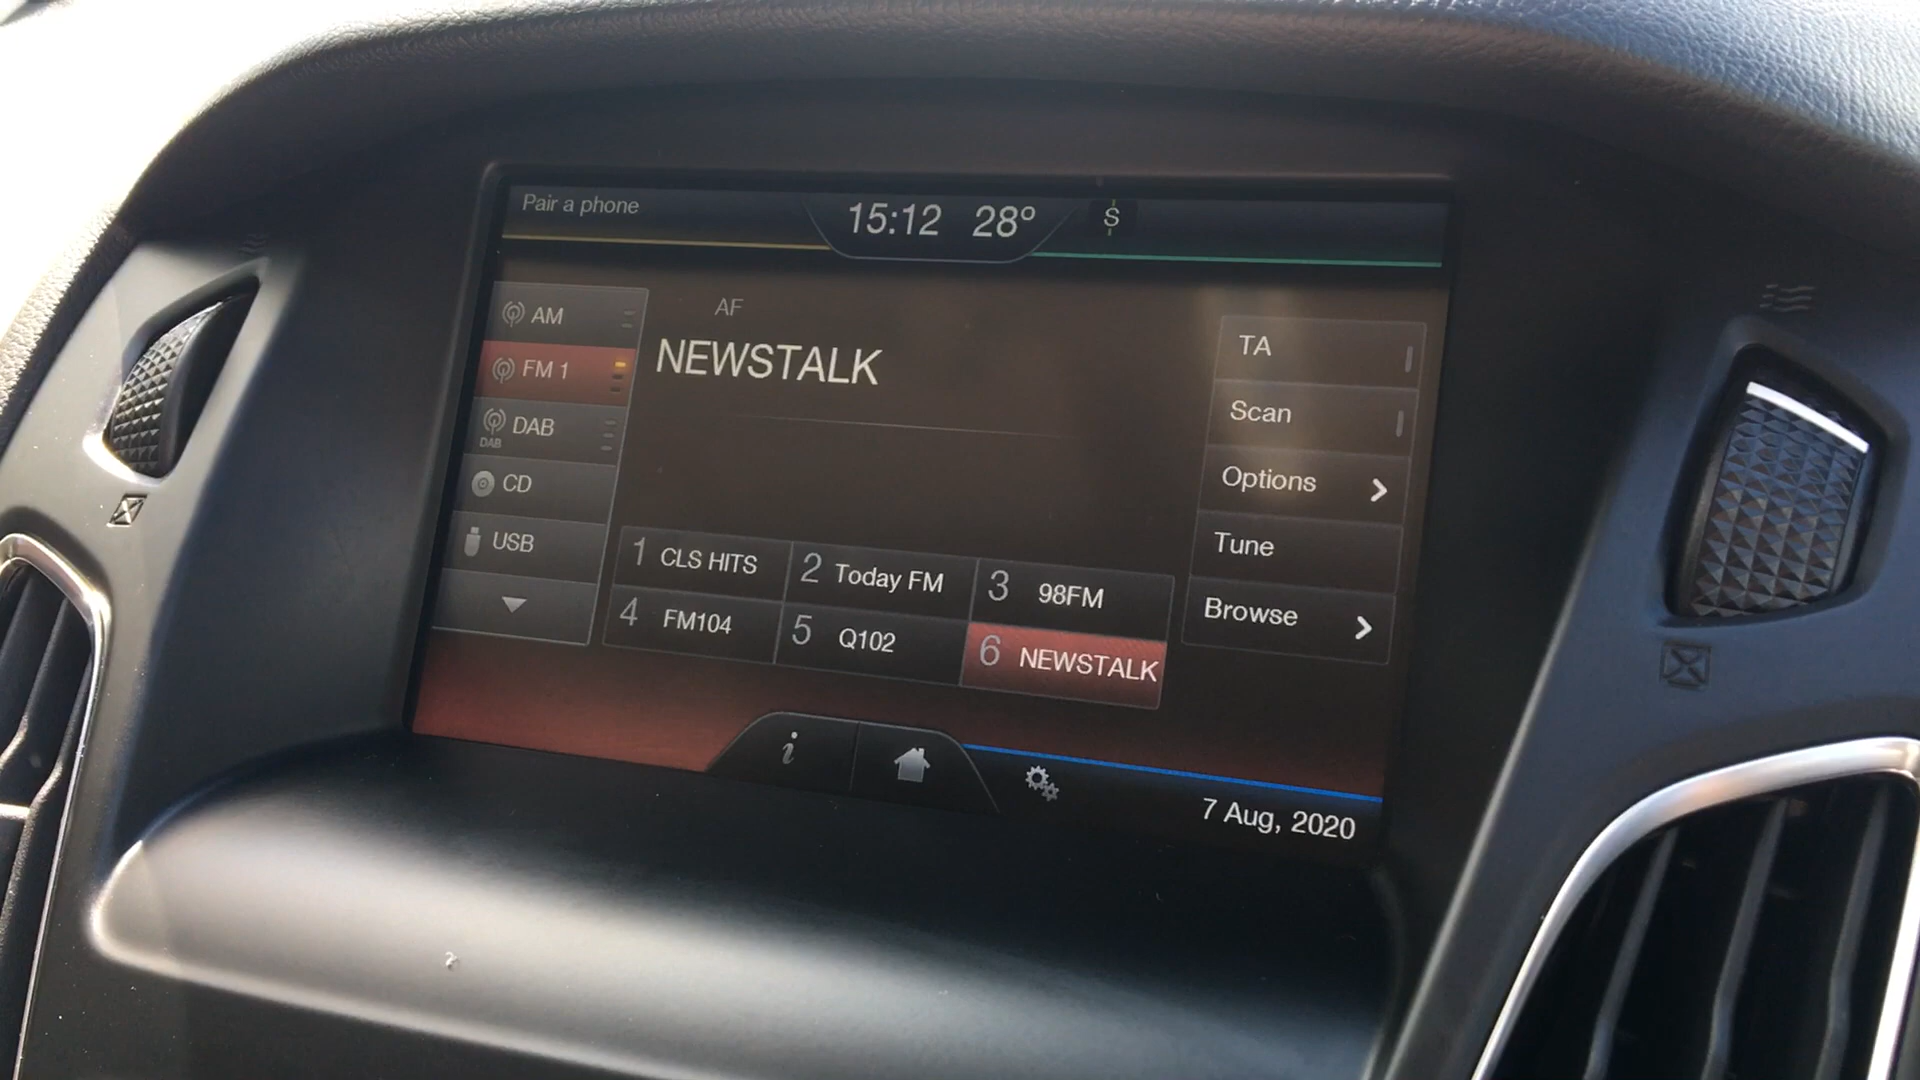 Pair a phone
15:12 28° S
AM
FM 1
DAB
DAB
CD
USB
AF
NEWSTALK
TA
Scan
Options
Tune
Browse
1 CLS HITS
2 Today FM
3 98FM
4 FM104
5 Q102
6 NEWSTALK
i
7 Aug, 2020